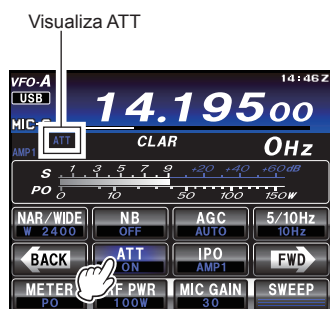 Visualiza ATT
VFO-A 14:46Z
USB
14.19500
MIC
ATT
AMP1 CLAR 0Hz
S 1 3 5 7 9 +20 +40 +60dB
PO 0 10 50 100 150W
NAR/WIDE NB AGC 5/10Hz
W 2400 OFF AUTO 10Hz
BACK ATT IPO FWD
ON AMP1
METER PWR MIC GAIN SWEEP
PO 100W 30